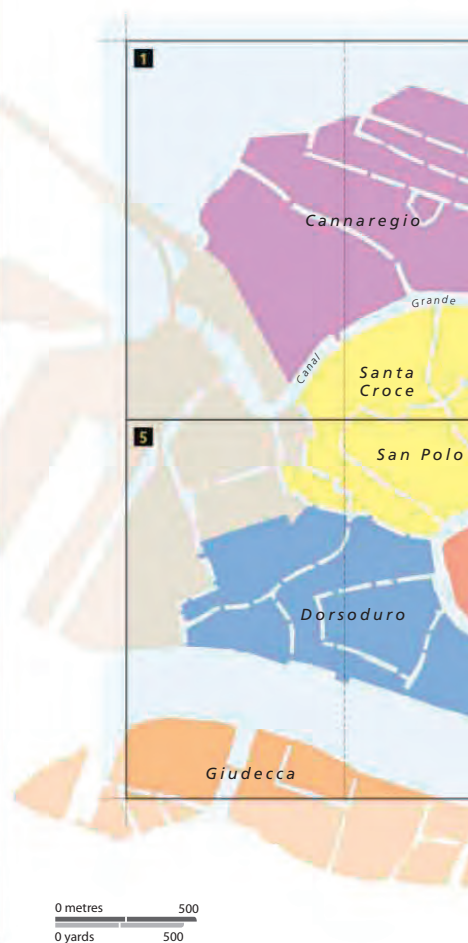 1
Cannaregio
Grande
Canal
Santa
Croce
5
San Polo
Dorsoduro
Giudecca
0 metres 500
0 yards 500